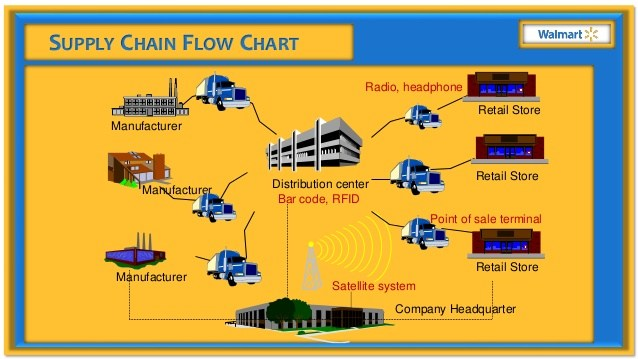 SUPPLY CHAIN FLOW CHART
Walmart
Radio, headphone
Retail Store
Manufacturer
Retail Store
Distribution center
Manufacturer
Bar code, RFID
Point of sale terminal
Retail Store
Manufacturer
Satellite system
Company Headquarter